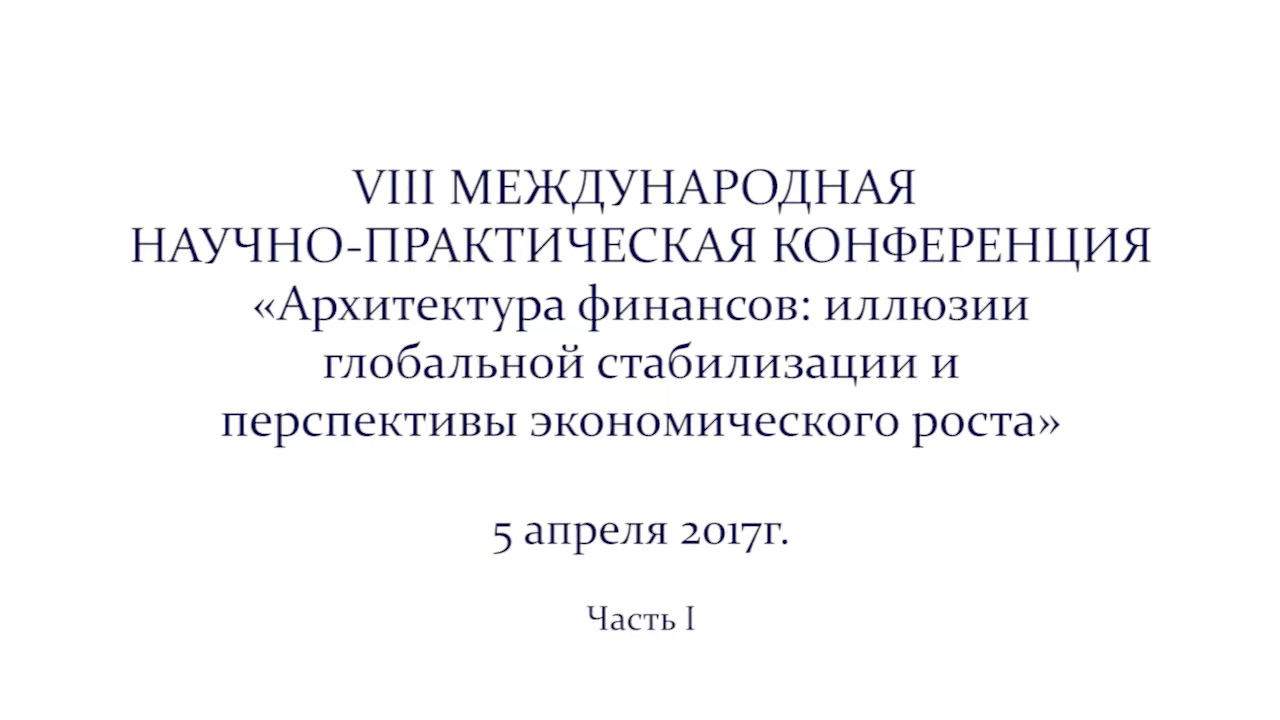 VIII МЕЖДУНАРОДНАЯ
НАУЧНО-ПРАКТИЧЕСКАЯ КОНФЕРЕНЦИЯ
«Архитектура финансов: иллюзии
глобальной стабилизации и
перспективы экономического роста»
5 апреля 2017г.
Часть I